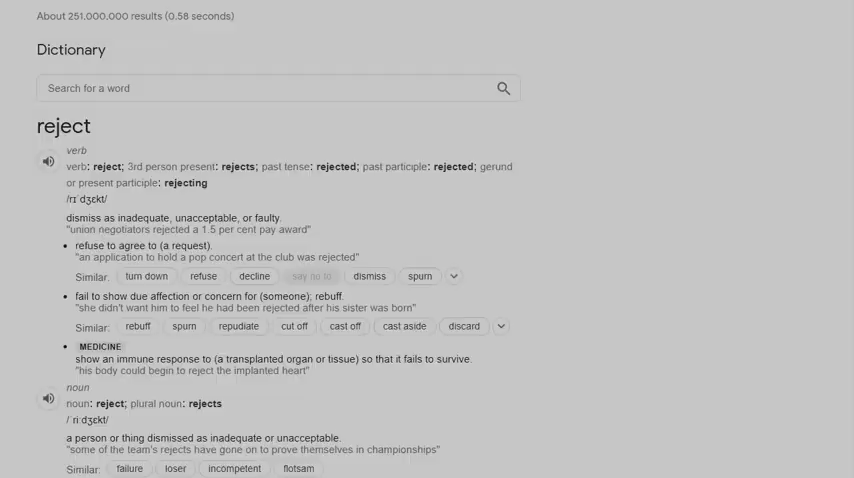 About 251,000,000 results (0.58 seconds)
Dictionary
Search for a word
reject
verb
verb: reject; 3rd person present: rejects; past tense: rejected; past participle: rejected; gerund
or present participle: rejecting
/rɪˈdʒɛkt/
dismiss as inadequate, unacceptable, or faulty.
"union negotiators rejected a 1.5 per cent pay award"
• refuse to agree to (a request).
"an application to hold a pop concert at the club was rejected"
Similar: turn down refuse decline say no to dismiss spurn
• fail to show due affection or concern for (someone); rebuff.
"she didn't want him to feel he had been rejected after his sister was born"
Similar: rebuff spurn repudiate cut off cast off cast aside discard
• MEDICINE
show an immune response to (a transplanted organ or tissue) so that it fails to survive.
"his body could begin to reject the implanted heart"
noun
noun: reject; plural noun: rejects
/ˈriːdʒɛkt/
a person or thing dismissed as inadequate or unacceptable.
"some of the team's rejects have gone on to prove themselves in championships"
Similar: failure loser incompetent flotsam